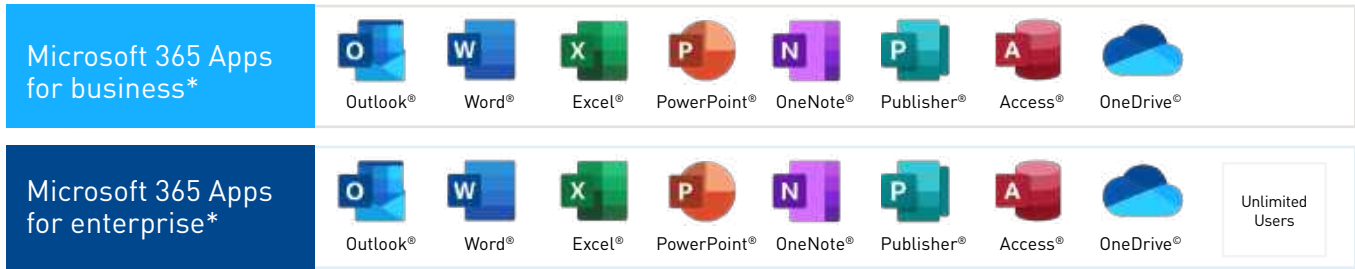 Microsoft 365 Apps
for business*
O W X P N P A
Outlook® Word® Excel® PowerPoint® OneNote® Publisher® Access® OneDrive©
Microsoft 365 Apps
for enterprise*
O W X P N P A
Outlook® Word® Excel® PowerPoint® OneNote® Publisher® Access® OneDrive©
Unlimited
Users